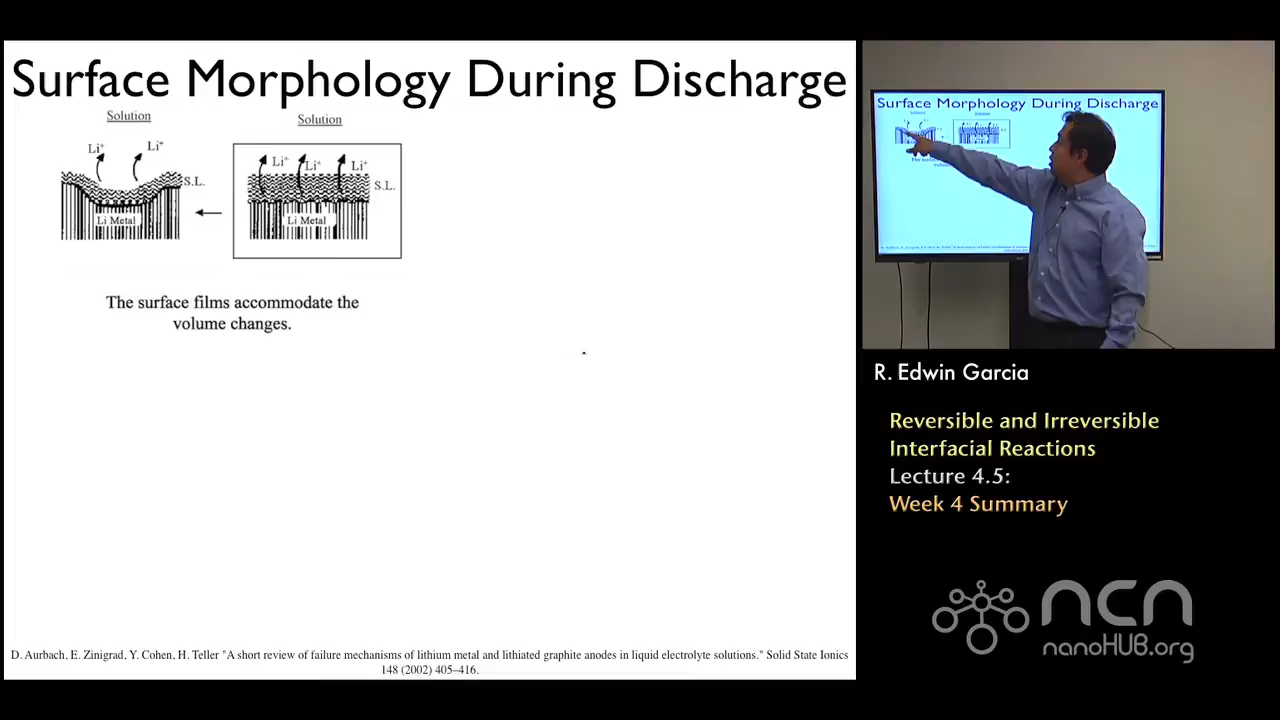 Surface Morphology During Discharge
Solution
Solution
Li+
Li+
S.L.
Li Metal
Li+
Li+
Li+
S.L.
Li Metal
The surface films accommodate the
volume changes.
D. Aurbach, E. Zinigrad, Y. Cohen, H. Teller "A short review of failure mechanisms of lithium metal and lithiated graphite anodes in liquid electrolyte solutions." Solid State Ionics
148 (2002) 405–416.
Surface Morphology During Discharge
R. Edwin Garcia
Reversible and Irreversible
Interfacial Reactions
Lecture 4.5:
Week 4 Summary
ncn
nanoHUB.org